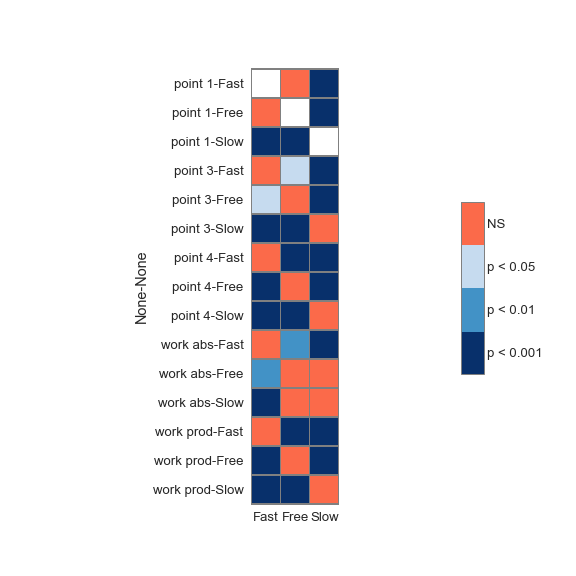 None-None
point 1-Fast
point 1-Free
point 1-Slow
point 3-Fast
point 3-Free
point 3-Slow
point 4-Fast
point 4-Free
point 4-Slow
work abs-Fast
work abs-Free
work abs-Slow
work prod-Fast
work prod-Free
work prod-Slow
Fast Free Slow
NS
p < 0.05
p < 0.01
p < 0.001